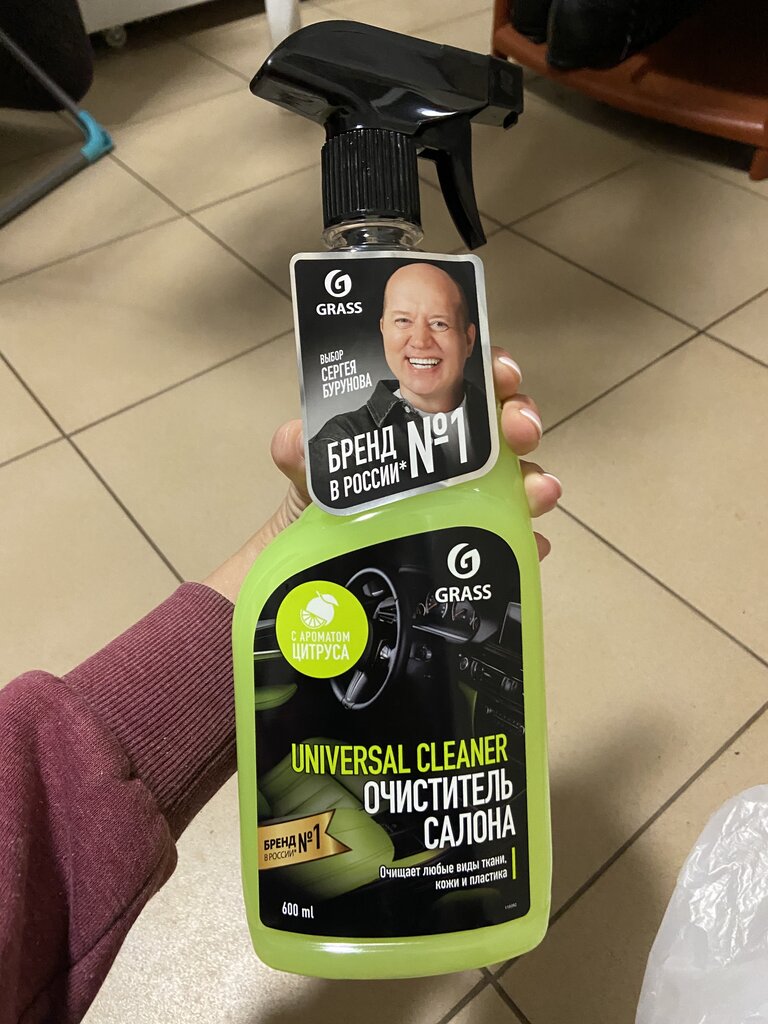 GRASS
ВЫБОР
СЕРГЕЯ
БУРУНОВА
БРЕНД №1
В РОССИИ*
GRASS
С АРОМАТОМ
ЦИТРУСА
UNIVERSAL CLEANER
ОЧИСТИТЕЛЬ
САЛОНА
БРЕНД №1
В РОССИИ*
Очищает любые виды ткани,
кожи и пластика
600 ml